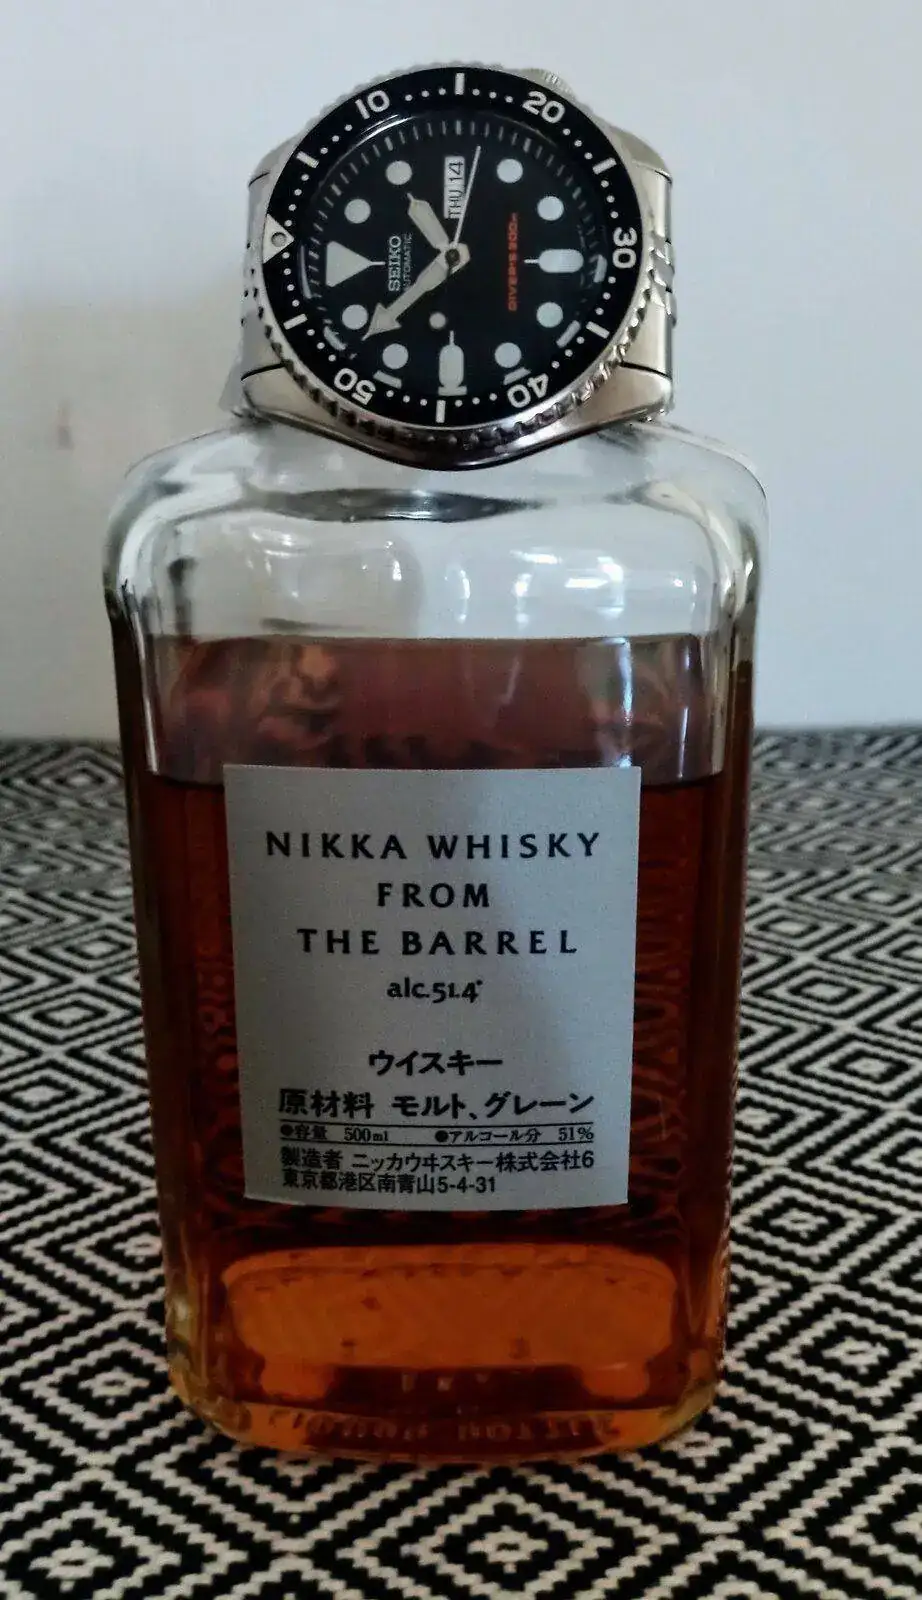 10
20
30
40
50
THU 14
SEIKO
AUTOMATIC
DIVER'S 200m
NIKKA WHISKY
FROM
THE BARREL
alc.51.4°
ウイスキー
原材料 モルト、グレーン
●容量 500ml ●アルコール分 51%
製造者 ニッカウヰスキー株式会社6
東京都港区南青山5-4-31